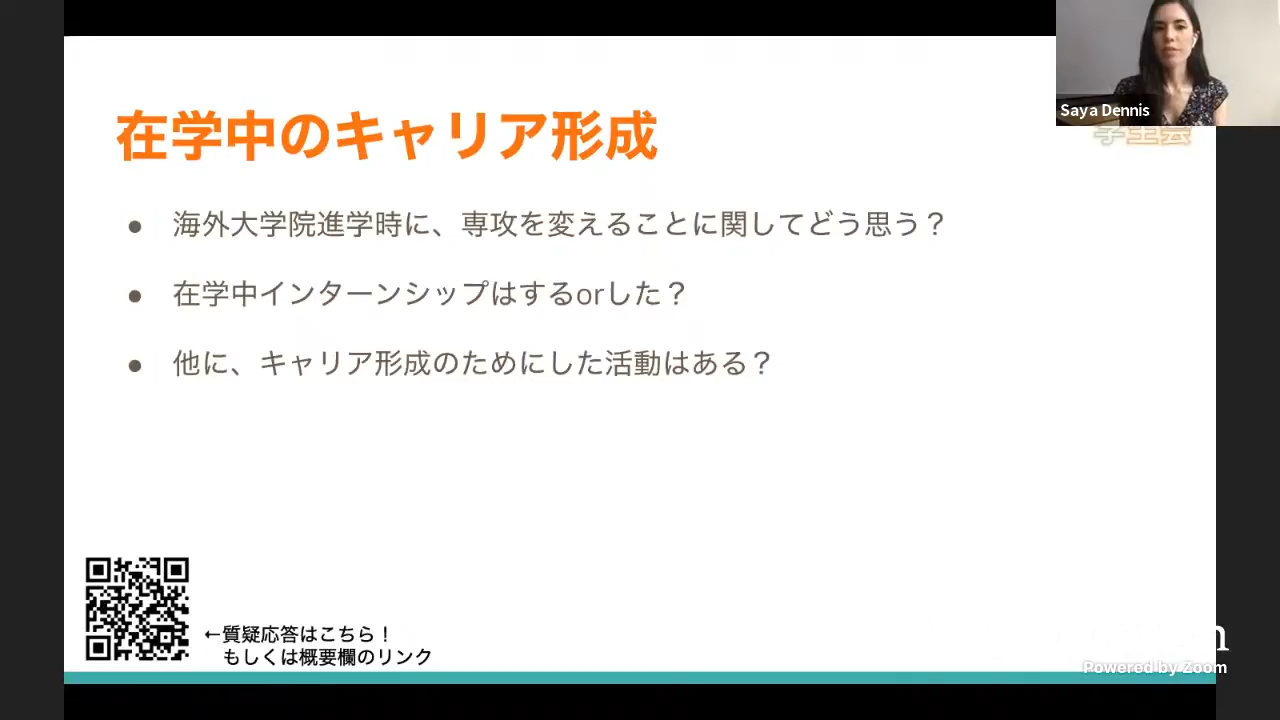 Saya Dennis
学生会
在学中のキャリア形成
● 海外大学院進学時に、専攻を変えることに関してどう思う？
● 在学中インターンシップはするorした？
● 他に、キャリア形成のためにした活動はある？
←質疑応答はこちら！
もしくは概要欄のリンク
Powered by Zoom